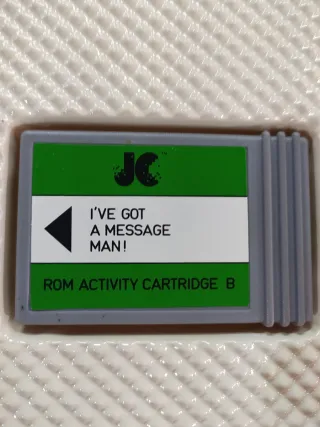 JC
I'VE GOT
A MESSAGE
MAN!
ROM ACTIVITY CARTRIDGE B